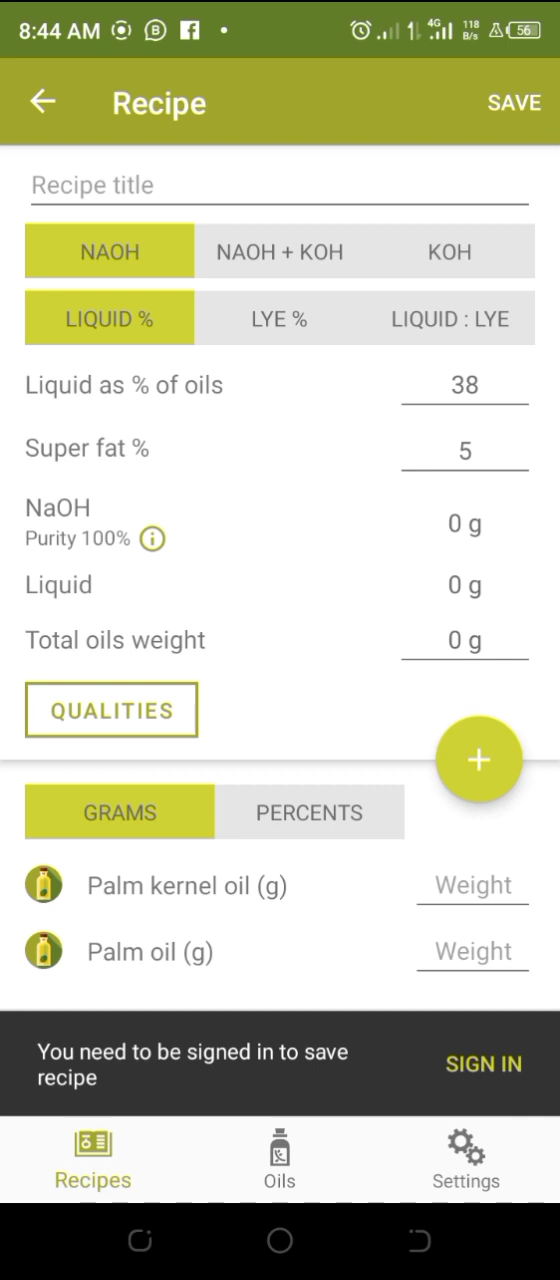 8:44 AM
4G 118 B/s 56
Recipe SAVE
Recipe title
NAOH NAOH + KOH KOH
LIQUID % LYE % LIQUID : LYE
Liquid as % of oils 38
Super fat % 5
NaOH
Purity 100% 0 g
Liquid 0 g
Total oils weight 0 g
QUALITIES
+
GRAMS PERCENTS
Palm kernel oil (g) Weight
Palm oil (g) Weight
You need to be signed in to save
recipe
SIGN IN
Recipes Oils Settings